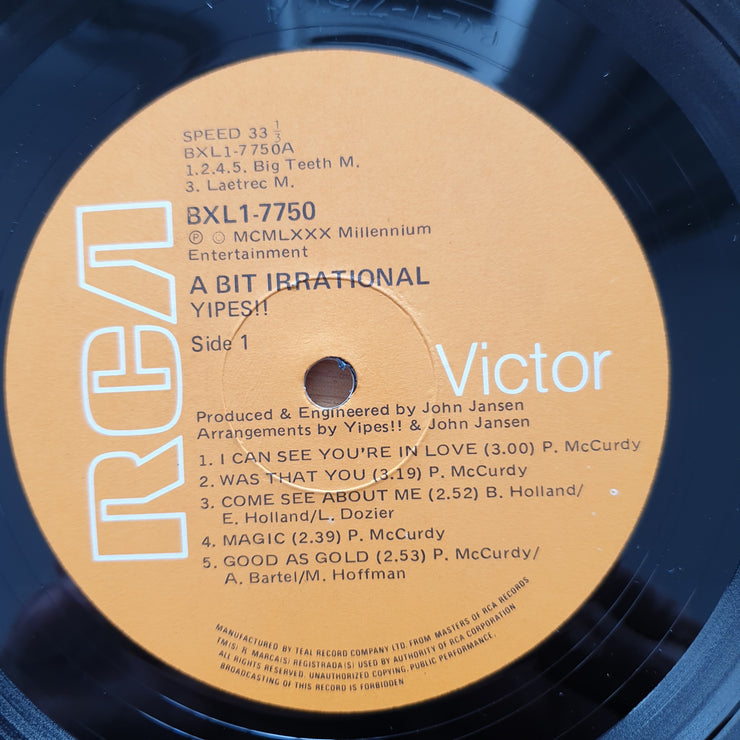 SPEED 33 1/3
BXL1-7750A
1.2.4.5. Big Teeth M.
3. Laetrec M.
BXL1-7750
Ⓟ © MCMLXXX Millennium
Entertainment
A BIT IRRATIONAL
YIPES!!
Side 1
RCA
Victor
Produced & Engineered by John Jansen
Arrangements by Yipes!! & John Jansen
1. I CAN SEE YOU'RE IN LOVE (3.00) P. McCurdy
2. WAS THAT YOU (3.19) P. McCurdy
3. COME SEE ABOUT ME (2.52) B. Holland/
E. Holland/L. Dozier
4. MAGIC (2.39) P. McCurdy
5. GOOD AS GOLD (2.53) P. McCurdy/
A. Bartel/M. Hoffman
MANUFACTURED BY TEAL RECORD COMPANY LTD. FROM MASTERS OF RCA RECORDS
TM(S) ® MARCA(S) REGISTRADA(S) USED BY AUTHORITY OF RCA CORPORATION
ALL RIGHTS RESERVED. UNAUTHORIZED COPYING. PUBLIC PERFORMANCE.
BROADCASTING OF THIS RECORD IS FORBIDDEN